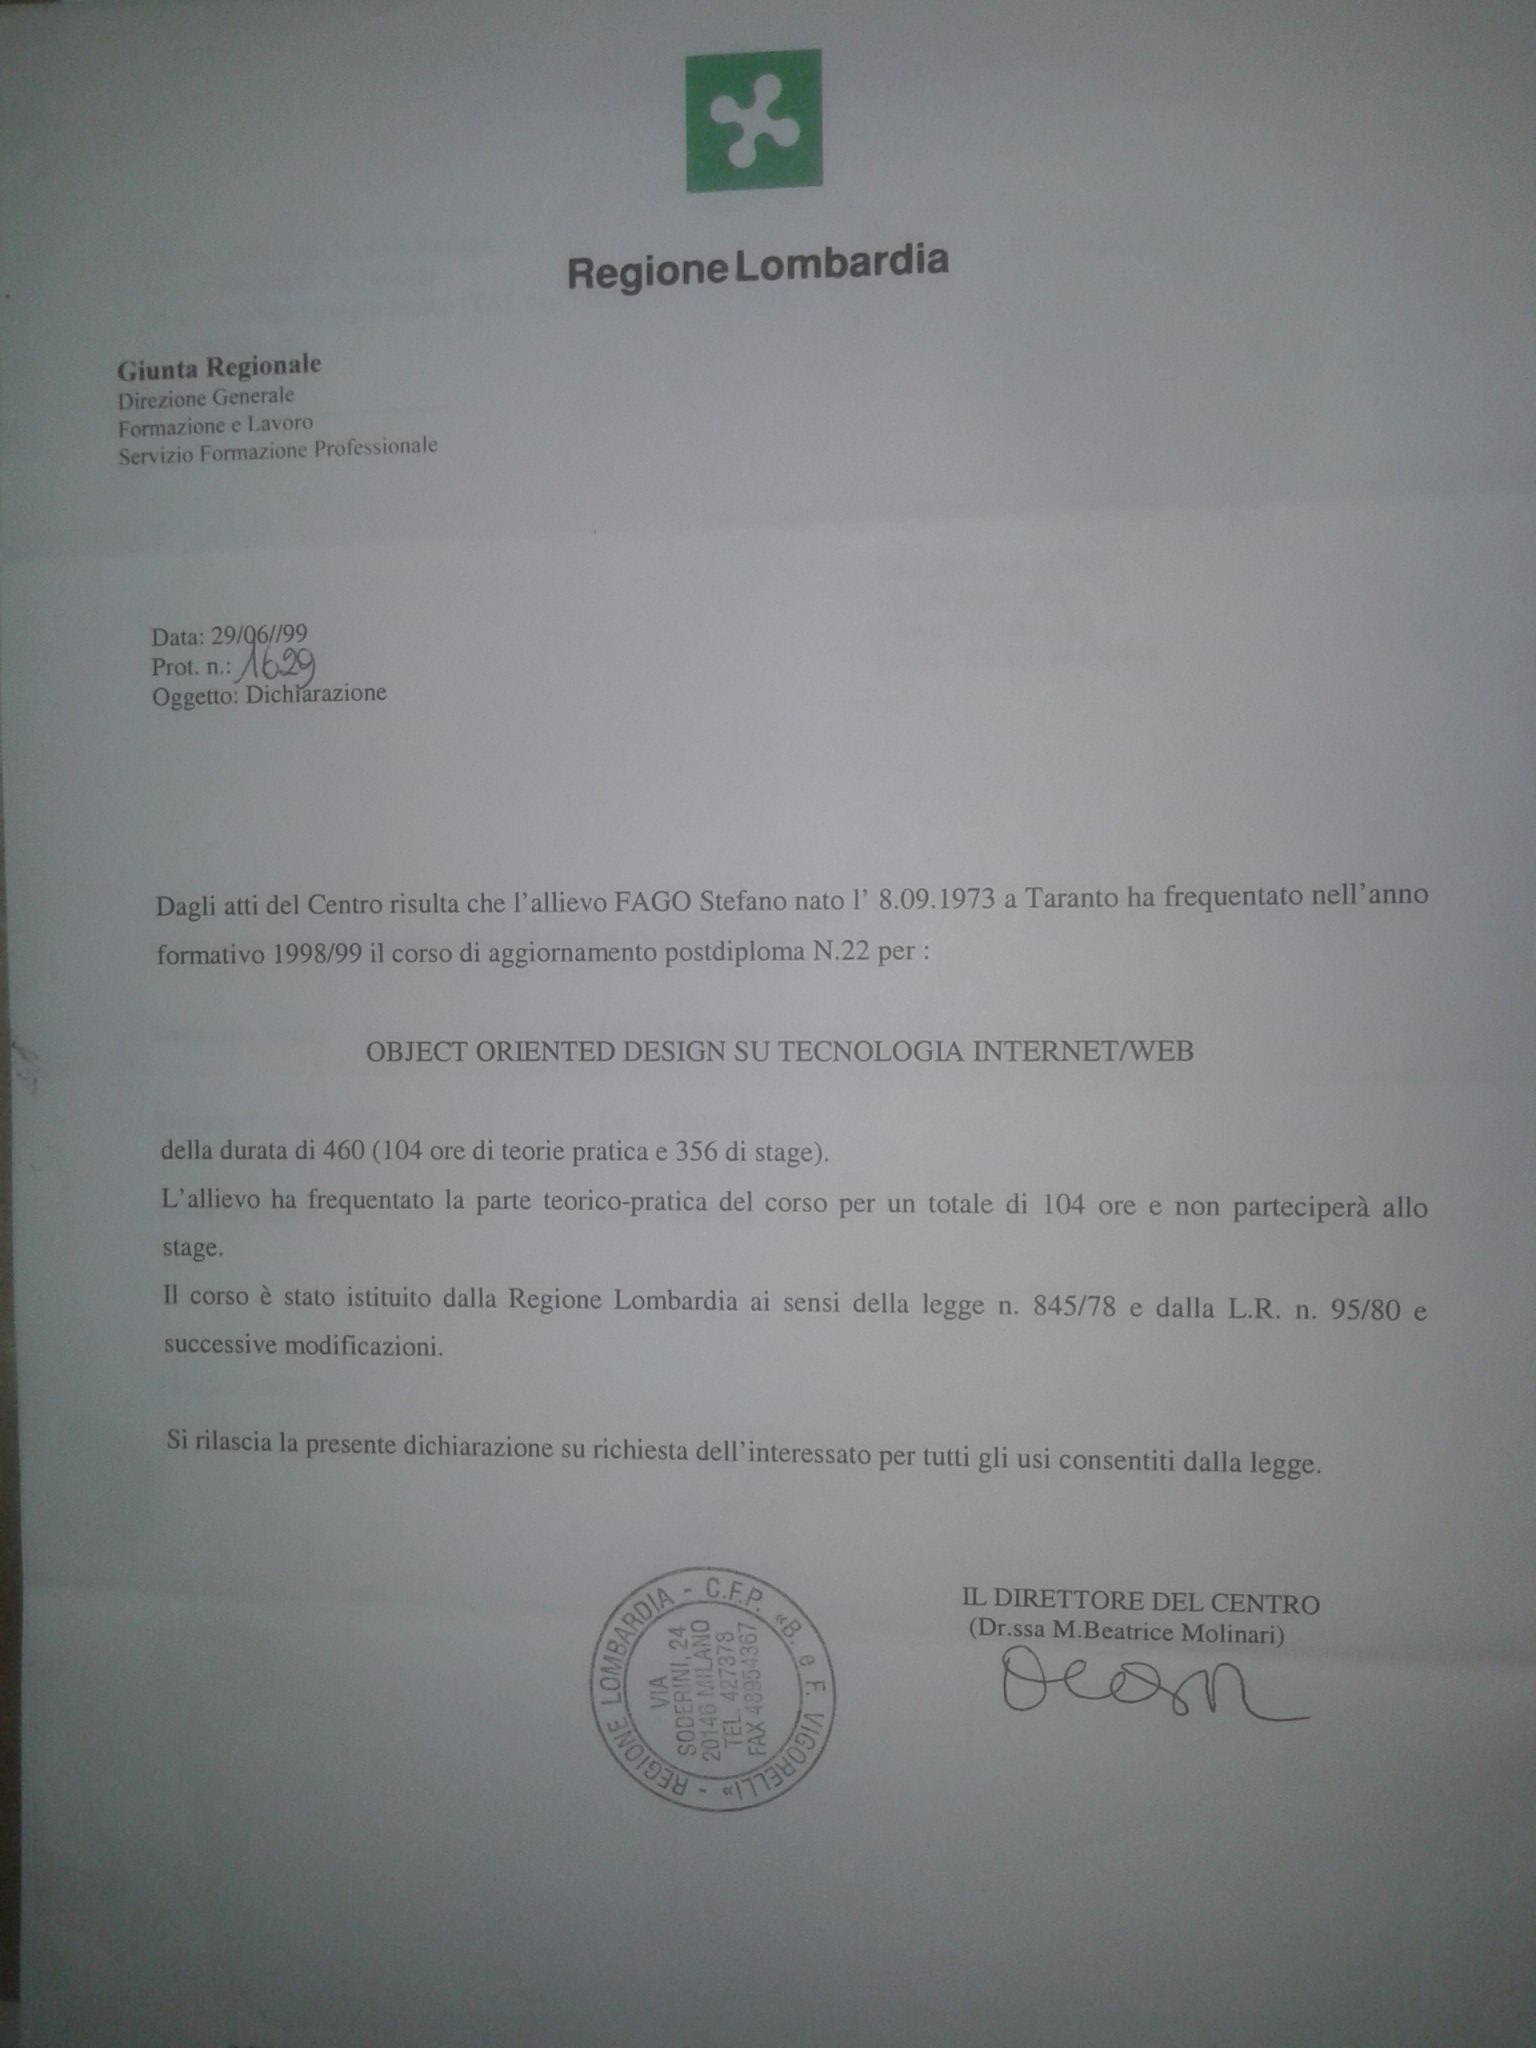 Regione Lombardia
Giunta Regionale
Direzione Generale
Formazione e Lavoro
Servizio Formazione Professionale
Data: 29/06//99
Prot. n.: 1629
Oggetto: Dichiarazione
Dagli atti del Centro risulta che l'allievo FAGO Stefano nato l' 8.09.1973 a Taranto ha frequentato nell'anno
formativo 1998/99 il corso di aggiornamento postdiploma N.22 per :
OBJECT ORIENTED DESIGN SU TECNOLOGIA INTERNET/WEB
della durata di 460 (104 ore di teorie pratica e 356 di stage).
L'allievo ha frequentato la parte teorico-pratica del corso per un totale di 104 ore e non parteciperà allo
stage.
Il corso è stato istituito dalla Regione Lombardia ai sensi della legge n. 845/78 e dalla L.R. n. 95/80 e
successive modificazioni.
Si rilascia la presente dichiarazione su richiesta dell'interessato per tutti gli usi consentiti dalla legge.
IL DIRETTORE DEL CENTRO
(Dr.ssa M.Beatrice Molinari)
REGIONE LOMBARDIA - C.F.P. «B. e F. VIGORELLI» -
VIA
SODERINI, 24
20146 MILANO
TEL. 427378
FAX 48954367